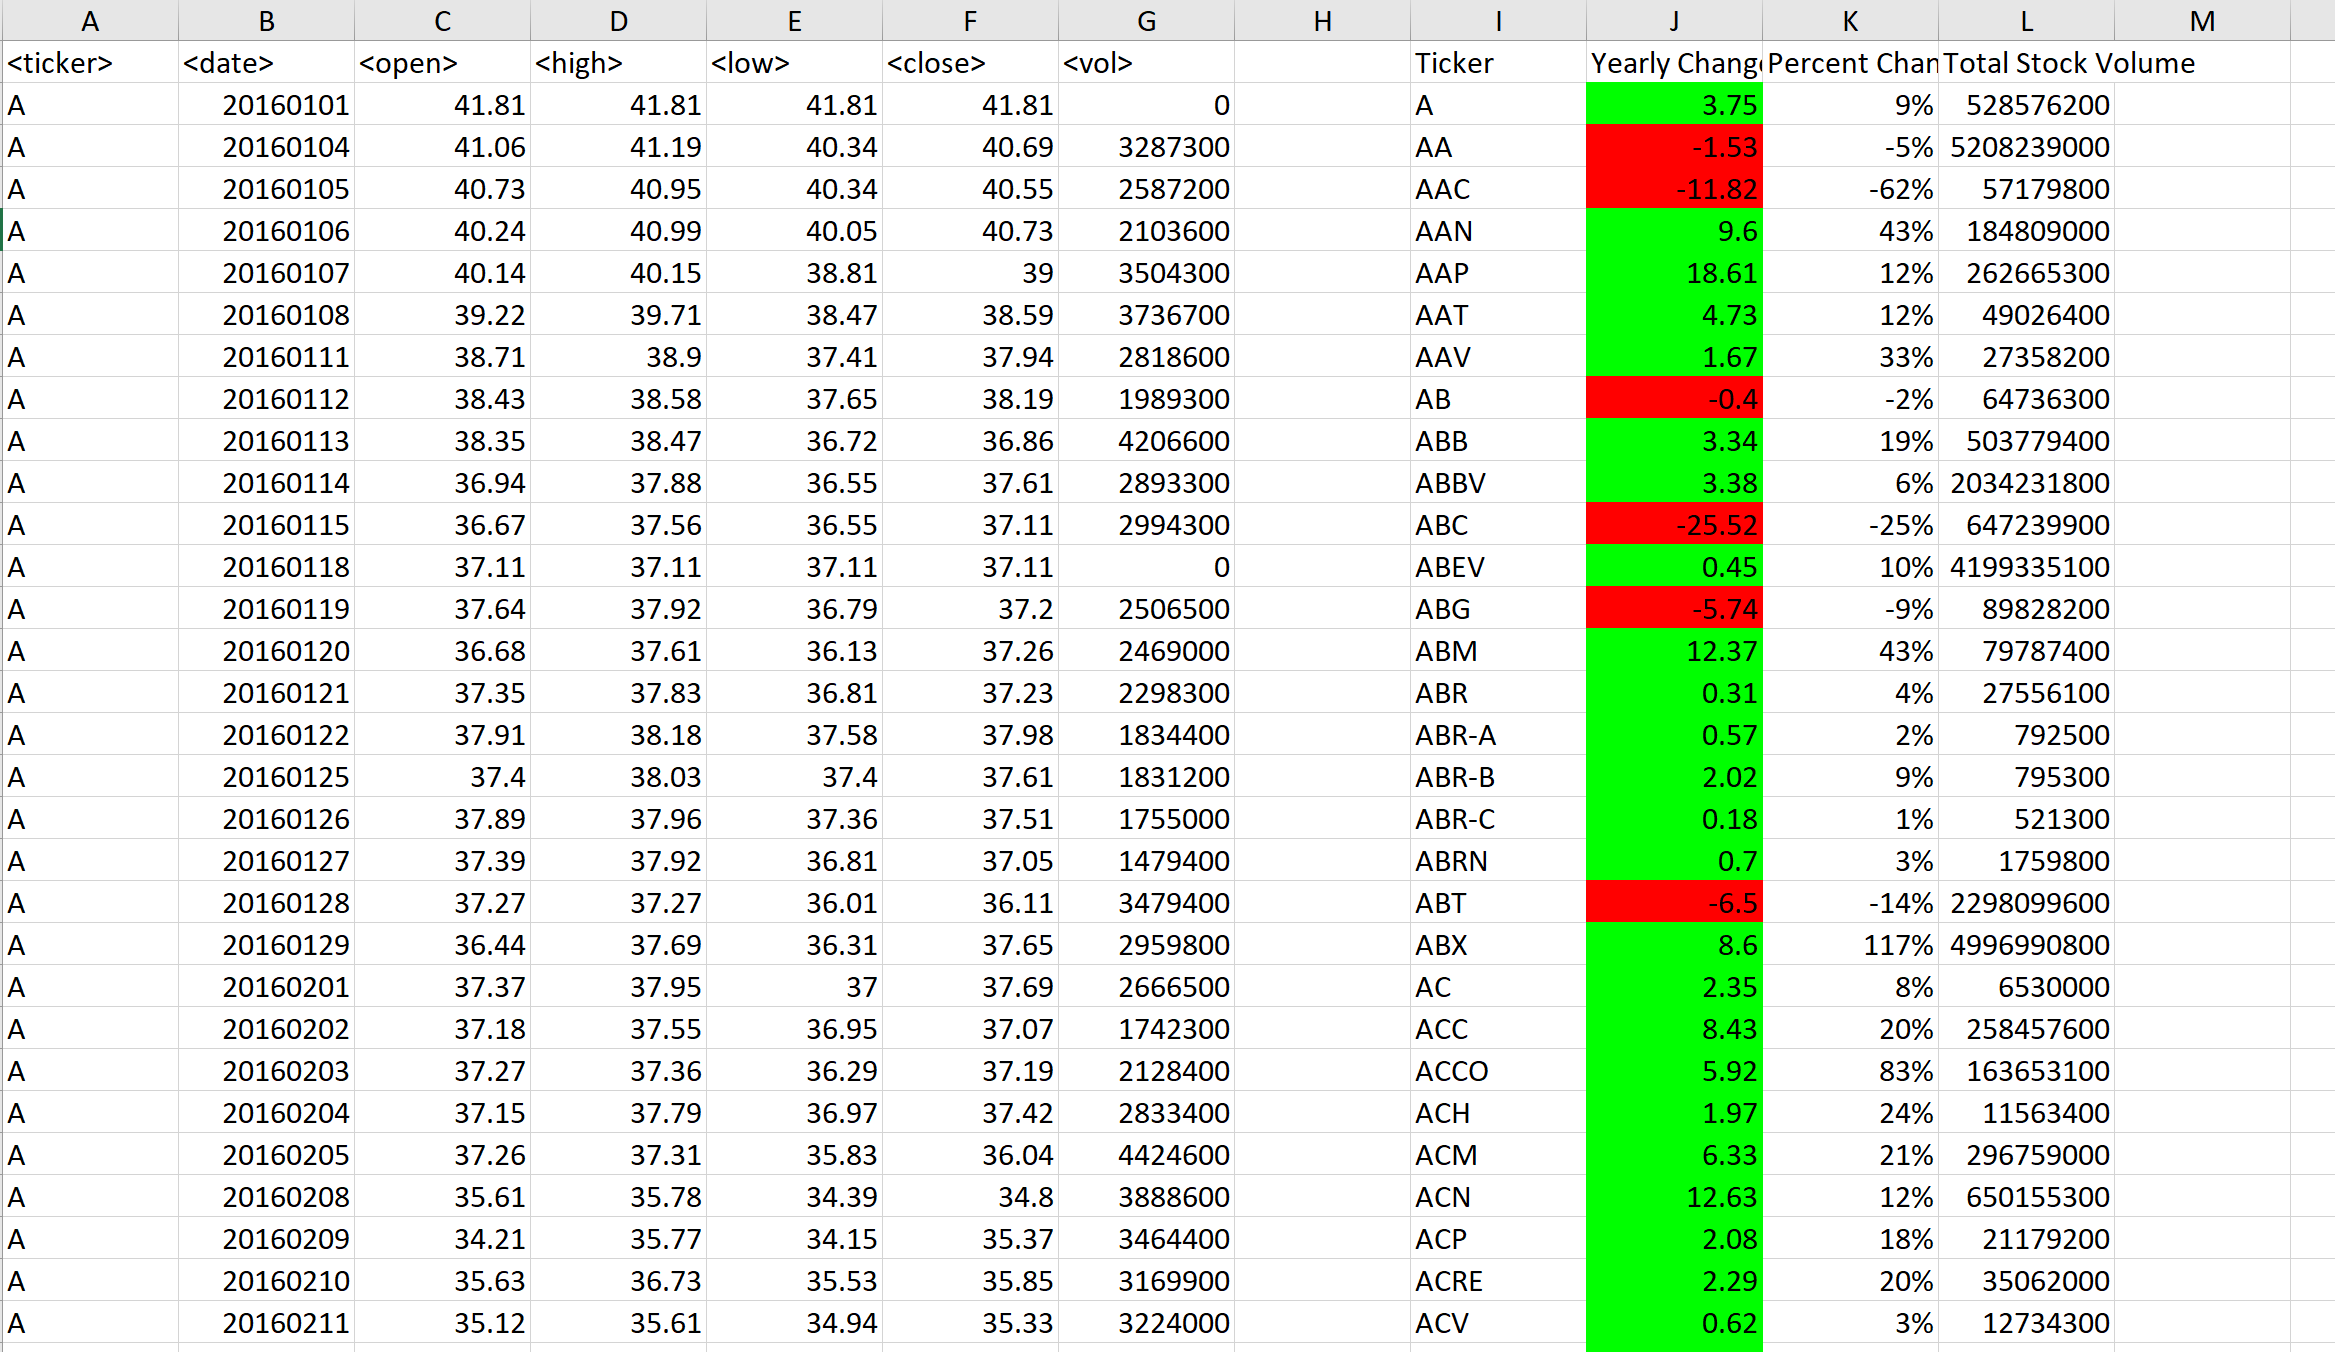 A B C D E F G H I J K L M
<ticker> <date> <open> <high> <low> <close> <vol> Ticker Yearly Chang Percent Chan Total Stock Volume
A 20160101 41.81 41.81 41.81 41.81 0 A 3.75 9% 528576200
A 20160104 41.06 41.19 40.34 40.69 3287300 AA -1.53 -5% 5208239000
A 20160105 40.73 40.95 40.34 40.55 2587200 AAC -11.82 -62% 57179800
A 20160106 40.24 40.99 40.05 40.73 2103600 AAN 9.6 43% 184809000
A 20160107 40.14 40.15 38.81 39 3504300 AAP 18.61 12% 262665300
A 20160108 39.22 39.71 38.47 38.59 3736700 AAT 4.73 12% 49026400
A 20160111 38.71 38.9 37.41 37.94 2818600 AAV 1.67 33% 27358200
A 20160112 38.43 38.58 37.65 38.19 1989300 AB -0.4 -2% 64736300
A 20160113 38.35 38.47 36.72 36.86 4206600 ABB 3.34 19% 503779400
A 20160114 36.94 37.88 36.55 37.61 2893300 ABBV 3.38 6% 2034231800
A 20160115 36.67 37.56 36.55 37.11 2994300 ABC -25.52 -25% 647239900
A 20160118 37.11 37.11 37.11 37.11 0 ABEV 0.45 10% 4199335100
A 20160119 37.64 37.92 36.79 37.2 2506500 ABG -5.74 -9% 89828200
A 20160120 36.68 37.61 36.13 37.26 2469000 ABM 12.37 43% 79787400
A 20160121 37.35 37.83 36.81 37.23 2298300 ABR 0.31 4% 27556100
A 20160122 37.91 38.18 37.58 37.98 1834400 ABR-A 0.57 2% 792500
A 20160125 37.4 38.03 37.4 37.61 1831200 ABR-B 2.02 9% 795300
A 20160126 37.89 37.96 37.36 37.51 1755000 ABR-C 0.18 1% 521300
A 20160127 37.39 37.92 36.81 37.05 1479400 ABRN 0.7 3% 1759800
A 20160128 37.27 37.27 36.01 36.11 3479400 ABT -6.5 -14% 2298099600
A 20160129 36.44 37.69 36.31 37.65 2959800 ABX 8.6 117% 4996990800
A 20160201 37.37 37.95 37 37.69 2666500 AC 2.35 8% 6530000
A 20160202 37.18 37.55 36.95 37.07 1742300 ACC 8.43 20% 258457600
A 20160203 37.27 37.36 36.29 37.19 2128400 ACCO 5.92 83% 163653100
A 20160204 37.15 37.79 36.97 37.42 2833400 ACH 1.97 24% 11563400
A 20160205 37.26 37.31 35.83 36.04 4424600 ACM 6.33 21% 296759000
A 20160208 35.61 35.78 34.39 34.8 3888600 ACN 12.63 12% 650155300
A 20160209 34.21 35.77 34.15 35.37 3464400 ACP 2.08 18% 21179200
A 20160210 35.63 36.73 35.53 35.85 3169900 ACRE 2.29 20% 35062000
A 20160211 35.12 35.61 34.94 35.33 3224000 ACV 0.62 3% 12734300